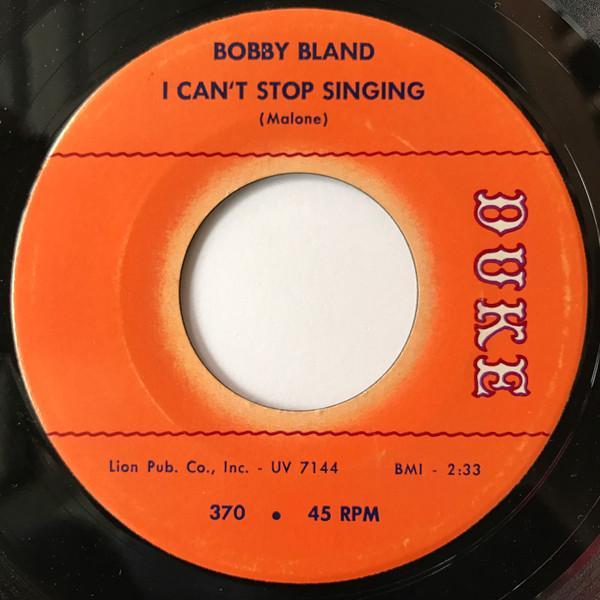 BOBBY BLAND
I CAN'T STOP SINGING
(Malone)
DUKE
Lion Pub. Co., Inc. - UV 7144 BMI - 2:33
370 • 45 RPM